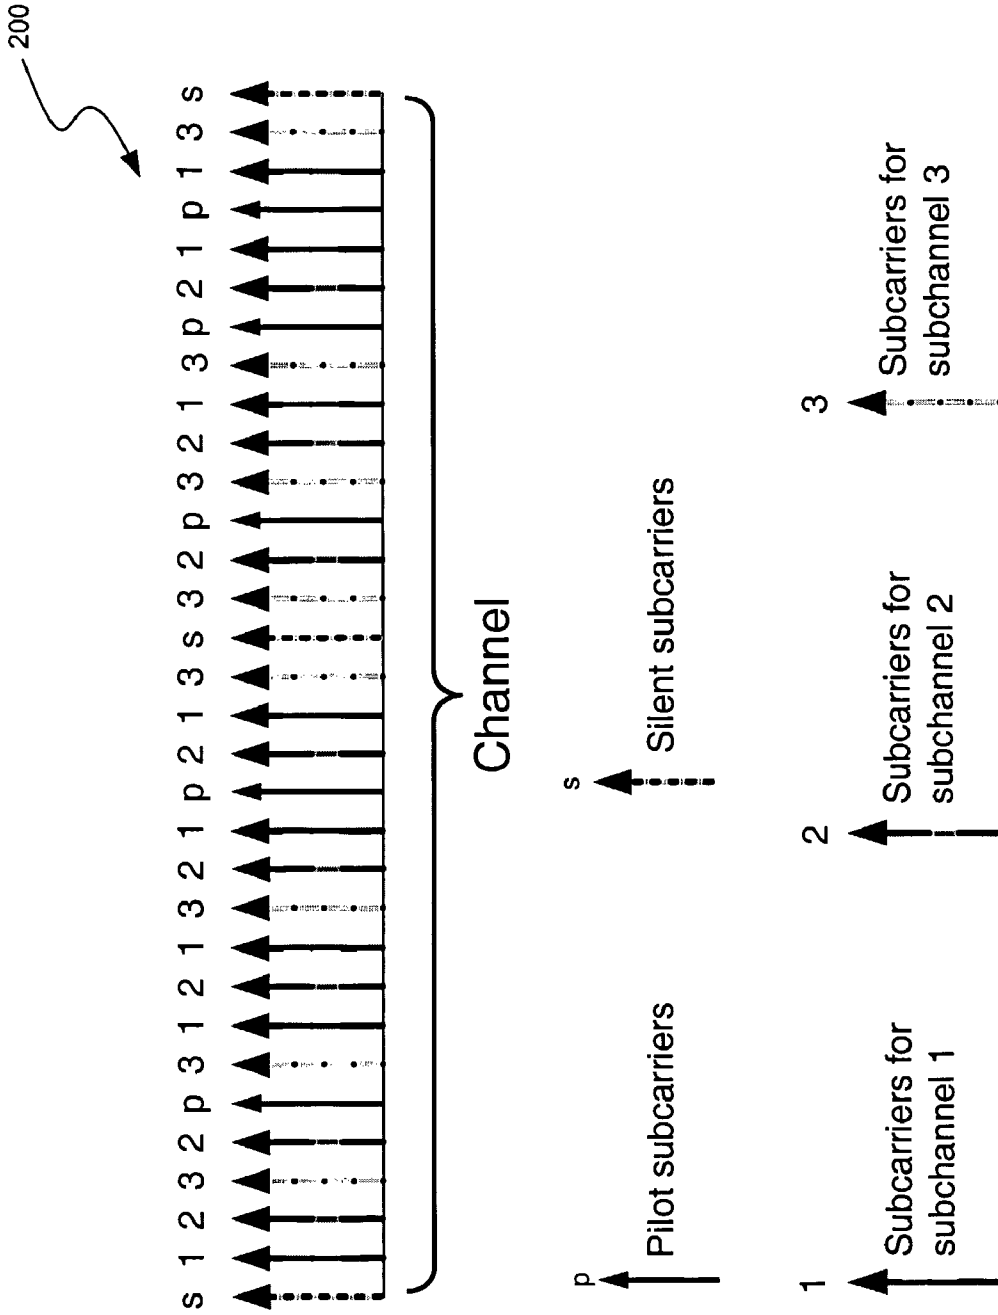 200
s 1 2 3 2 p 3 1 2 1 3 2 1 p 2 1 3 s 3 2 p 3 2 1 3 p 2 1 p 1 3 s
Channel
p
Pilot subcarriers
s
Silent subcarriers
1
Subcarriers for
subchannel 1
2
Subcarriers for
subchannel 2
3
Subcarriers for
subchannel 3